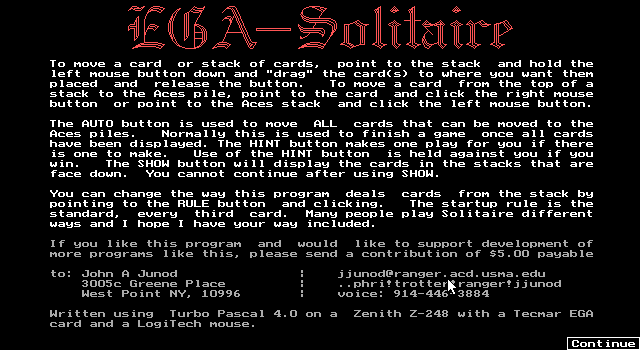 EGA-Solitaire
To move a card or stack of cards, point to the stack and hold the
left mouse button down and "drag" the card(s) to where you want them
placed and release the button. To move a card from the top of a
stack to the Aces pile, point to the card and click the right mouse
button or point to the Aces stack and click the left mouse button.
The AUTO button is used to move ALL cards that can be moved to the
Aces piles. Normally this is used to finish a game once all cards
have been displayed. The HINT button makes one play for you if there
is one to make. Use of the HINT button is held against you if you
win. The SHOW button will display the cards in the stacks that are
face down. You cannot continue after using SHOW.
You can change the way this program deals cards from the stack by
pointing to the RULE button and clicking. The startup rule is the
standard, every third card. Many people play Solitaire different
ways and I hope I have your way included.
If you like this program and would like to support development of
more programs like this, please send a contribution of $5.00 payable
to: John A Junod | jjunod@ranger.acd.usma.edu
3005c Greene Place | ..phri!trotter!ranger!jjunod
West Point NY, 10996 | voice: 914-446-3884
Written using Turbo Pascal 4.0 on a Zenith Z-248 with a Tecmar EGA
card and a LogiTech mouse.
Continue